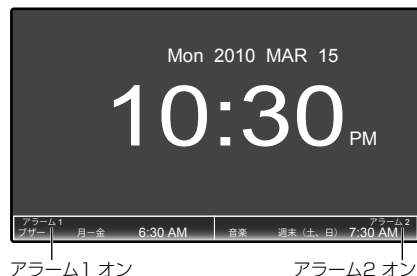 Mon 2010 MAR 15
10:30 PM
アラーム1
ブザー 月−金 6:30 AM
アラーム2
音楽 週末（土、日） 7:30 AM
アラーム1 オン
アラーム2 オン